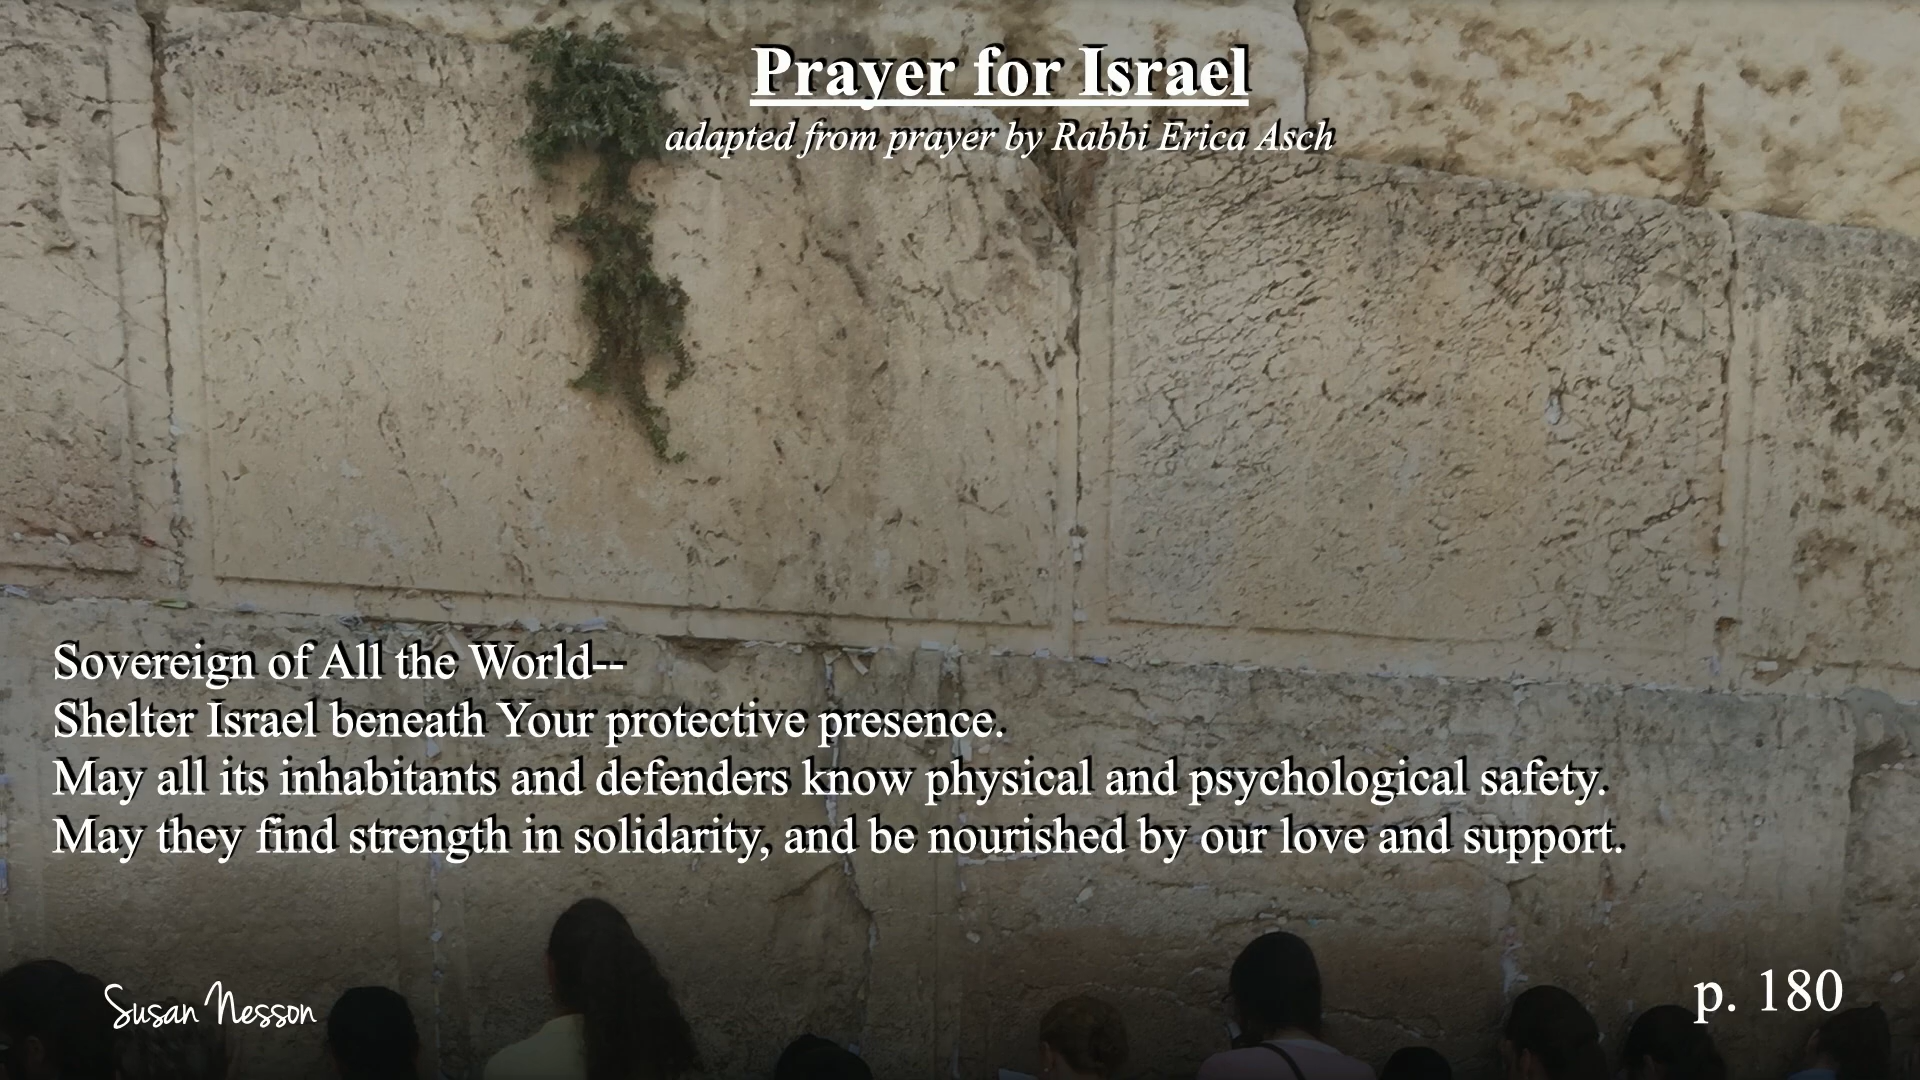 Prayer for Israel
adapted from prayer by Rabbi Erica Asch
Sovereign of All the World--
Shelter Israel beneath Your protective presence.
May all its inhabitants and defenders know physical and psychological safety.
May they find strength in solidarity, and be nourished by our love and support.
Susan Nesson
p. 180